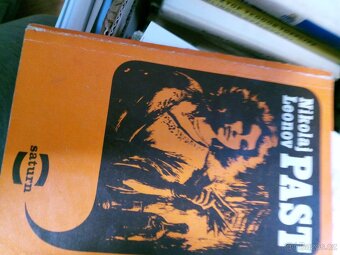 Nikolaj
Leonov
PAST
saturn